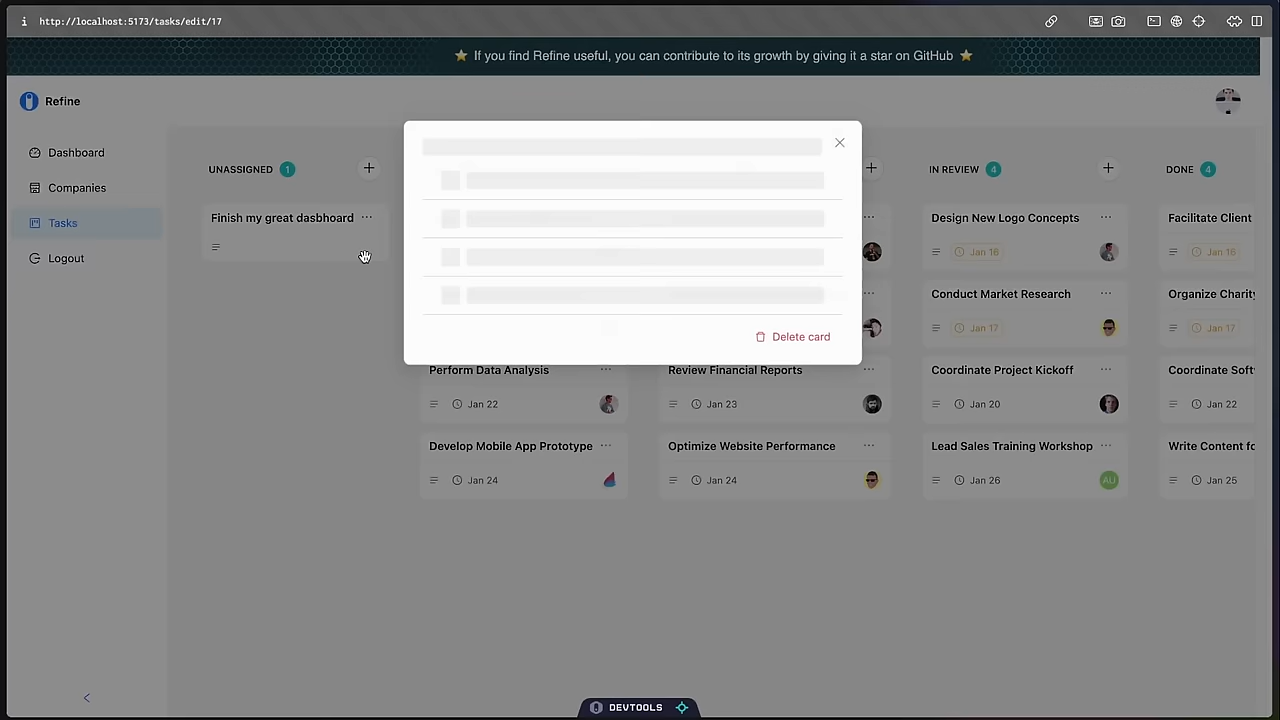 http://localhost:5173/tasks/edit/17
⭐ If you find Refine useful, you can contribute to its growth by giving it a star on GitHub ⭐
Refine
Dashboard
Companies
Tasks
Logout
UNASSIGNED 1
Finish my great dasbhoard
Delete card
Perform Data Analysis
Jan 22
Develop Mobile App Prototype
Jan 24
Review Financial Reports
Jan 23
Optimize Website Performance
Jan 24
IN REVIEW 4
Design New Logo Concepts
Jan 16
Conduct Market Research
Jan 17
Coordinate Project Kickoff
Jan 20
Lead Sales Training Workshop
Jan 26
AU
DONE 4
Facilitate Client
Jan 16
Organize Charity
Jan 17
Coordinate Soft
Jan 22
Write Content fo
Jan 25
DEVTOOLS